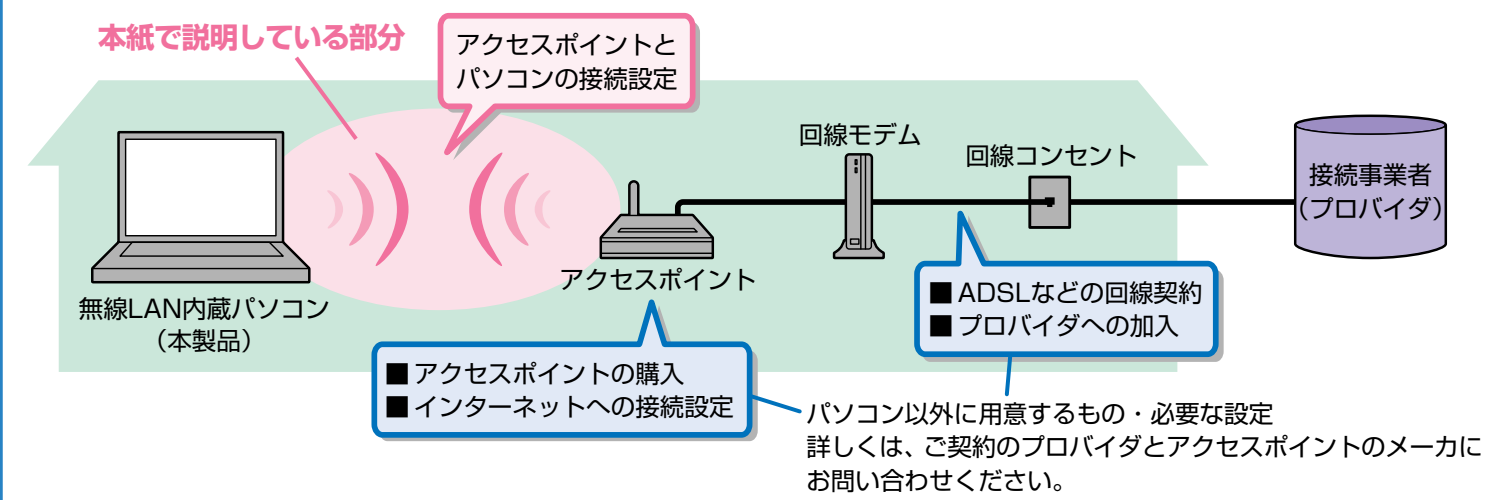 本紙で説明している部分
アクセスポイントと
パソコンの接続設定
回線モデム
回線コンセント
接続事業者
（プロバイダ）
アクセスポイント
無線LAN内蔵パソコン
（本製品）
■ ADSLなどの回線契約
■ プロバイダへの加入
■ アクセスポイントの購入
■ インターネットへの接続設定
パソコン以外に用意するもの・必要な設定
詳しくは、ご契約のプロバイダとアクセスポイントのメーカに
お問い合わせください。